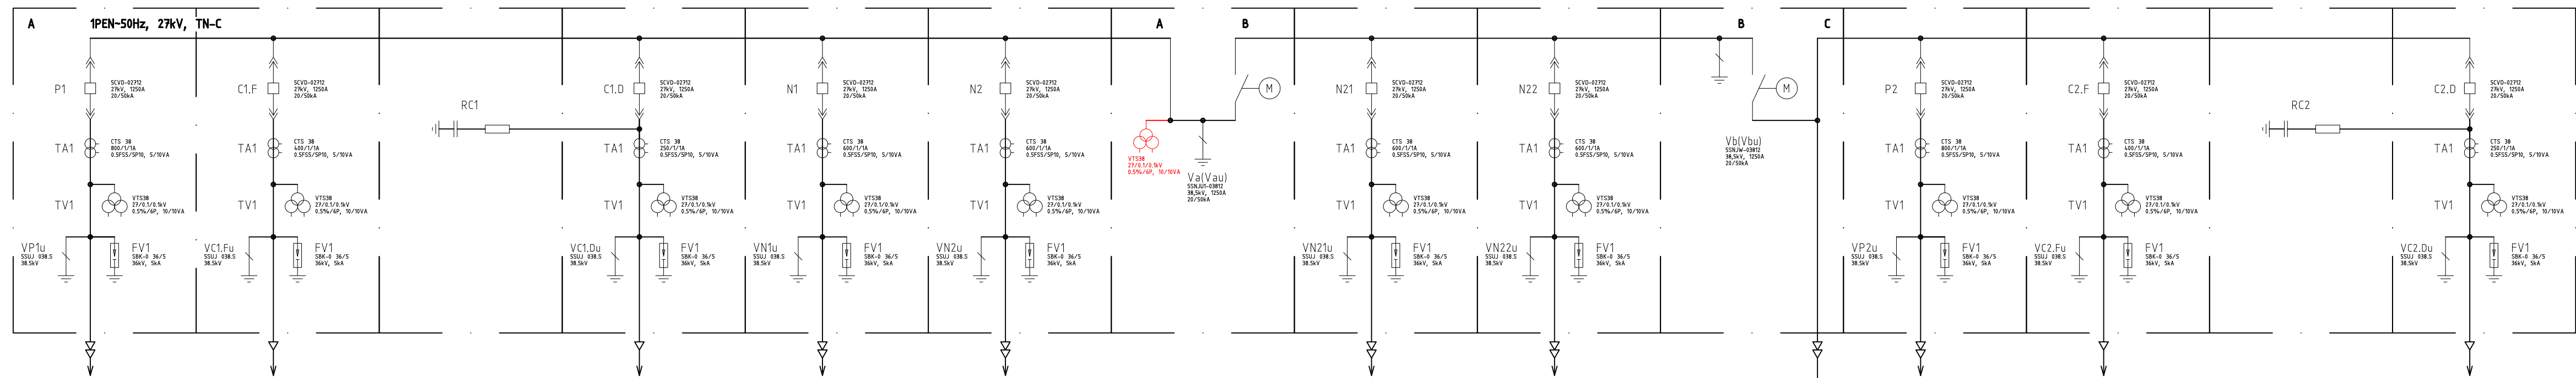 A 1PEN~50Hz, 27kV, TN-C A B B C
P1
SCVD-02712
27kV, 1250A
20/50kA
TA1
CTS 38
800/1/1A
0.5FS5/5P10, 5/10VA
TV1
VTS38
27/0.1/0.1kV
0.5%/6P, 10/10VA
VP1u
SSUJ 038.S
38.5kV
FV1
SBK-0 36/5
36kV, 5kA
C1.F
SCVD-02712
27kV, 1250A
20/50kA
TA1
CTS 38
400/1/1A
0.5FS5/5P10, 5/10VA
TV1
VTS38
27/0.1/0.1kV
0.5%/6P, 10/10VA
VC1.Fu
SSUJ 038.S
38.5kV
FV1
SBK-0 36/5
36kV, 5kA
RC1
C1.D
SCVD-02712
27kV, 1250A
20/50kA
TA1
CTS 38
250/1/1A
0.5FS5/5P10, 5/10VA
TV1
VTS38
27/0.1/0.1kV
0.5%/6P, 10/10VA
VC1.Du
SSUJ 038.S
38.5kV
FV1
SBK-0 36/5
36kV, 5kA
N1
SCVD-02712
27kV, 1250A
20/50kA
TA1
CTS 38
600/1/1A
0.5FS5/5P10, 5/10VA
TV1
VTS38
27/0.1/0.1kV
0.5%/6P, 10/10VA
VN1u
SSUJ 038.S
38.5kV
FV1
SBK-0 36/5
36kV, 5kA
N2
SCVD-02712
27kV, 1250A
20/50kA
TA1
CTS 38
600/1/1A
0.5FS5/5P10, 5/10VA
TV1
VTS38
27/0.1/0.1kV
0.5%/6P, 10/10VA
VN2u
SSUJ 038.S
38.5kV
FV1
SBK-0 36/5
36kV, 5kA
VTS38
27/0.1/0.1kV
0.5%/6P, 10/10VA
Va(Vau)
SSNJU1-03812
38,5kV, 1250A
20/50kA
M
N21
SCVD-02712
27kV, 1250A
20/50kA
TA1
CTS 38
600/1/1A
0.5FS5/5P10, 5/10VA
TV1
VTS38
27/0.1/0.1kV
0.5%/6P, 10/10VA
VN21u
SSUJ 038.S
38.5kV
FV1
SBK-0 36/5
36kV, 5kA
N22
SCVD-02712
27kV, 1250A
20/50kA
TA1
CTS 38
600/1/1A
0.5FS5/5P10, 5/10VA
TV1
VTS38
27/0.1/0.1kV
0.5%/6P, 10/10VA
VN22u
SSUJ 038.S
38.5kV
FV1
SBK-0 36/5
36kV, 5kA
M
Vb(Vbu)
SSNJW-03812
38,5kV, 1250A
20/50kA
P2
SCVD-02712
27kV, 1250A
20/50kA
TA1
CTS 38
800/1/1A
0.5FS5/5P10, 5/10VA
TV1
VTS38
27/0.1/0.1kV
0.5%/6P, 10/10VA
VP2u
SSUJ 038.S
38.5kV
FV1
SBK-0 36/5
36kV, 5kA
C2.F
SCVD-02712
27kV, 1250A
20/50kA
TA1
CTS 38
400/1/1A
0.5FS5/5P10, 5/10VA
TV1
VTS38
27/0.1/0.1kV
0.5%/6P, 10/10VA
VC2.Fu
SSUJ 038.S
38.5kV
FV1
SBK-0 36/5
36kV, 5kA
RC2
C2.D
SCVD-02712
27kV, 1250A
20/50kA
TA1
CTS 38
250/1/1A
0.5FS5/5P10, 5/10VA
TV1
VTS38
27/0.1/0.1kV
0.5%/6P, 10/10VA
VC2.Du
SSUJ 038.S
38.5kV
FV1
SBK-0 36/5
36kV, 5kA